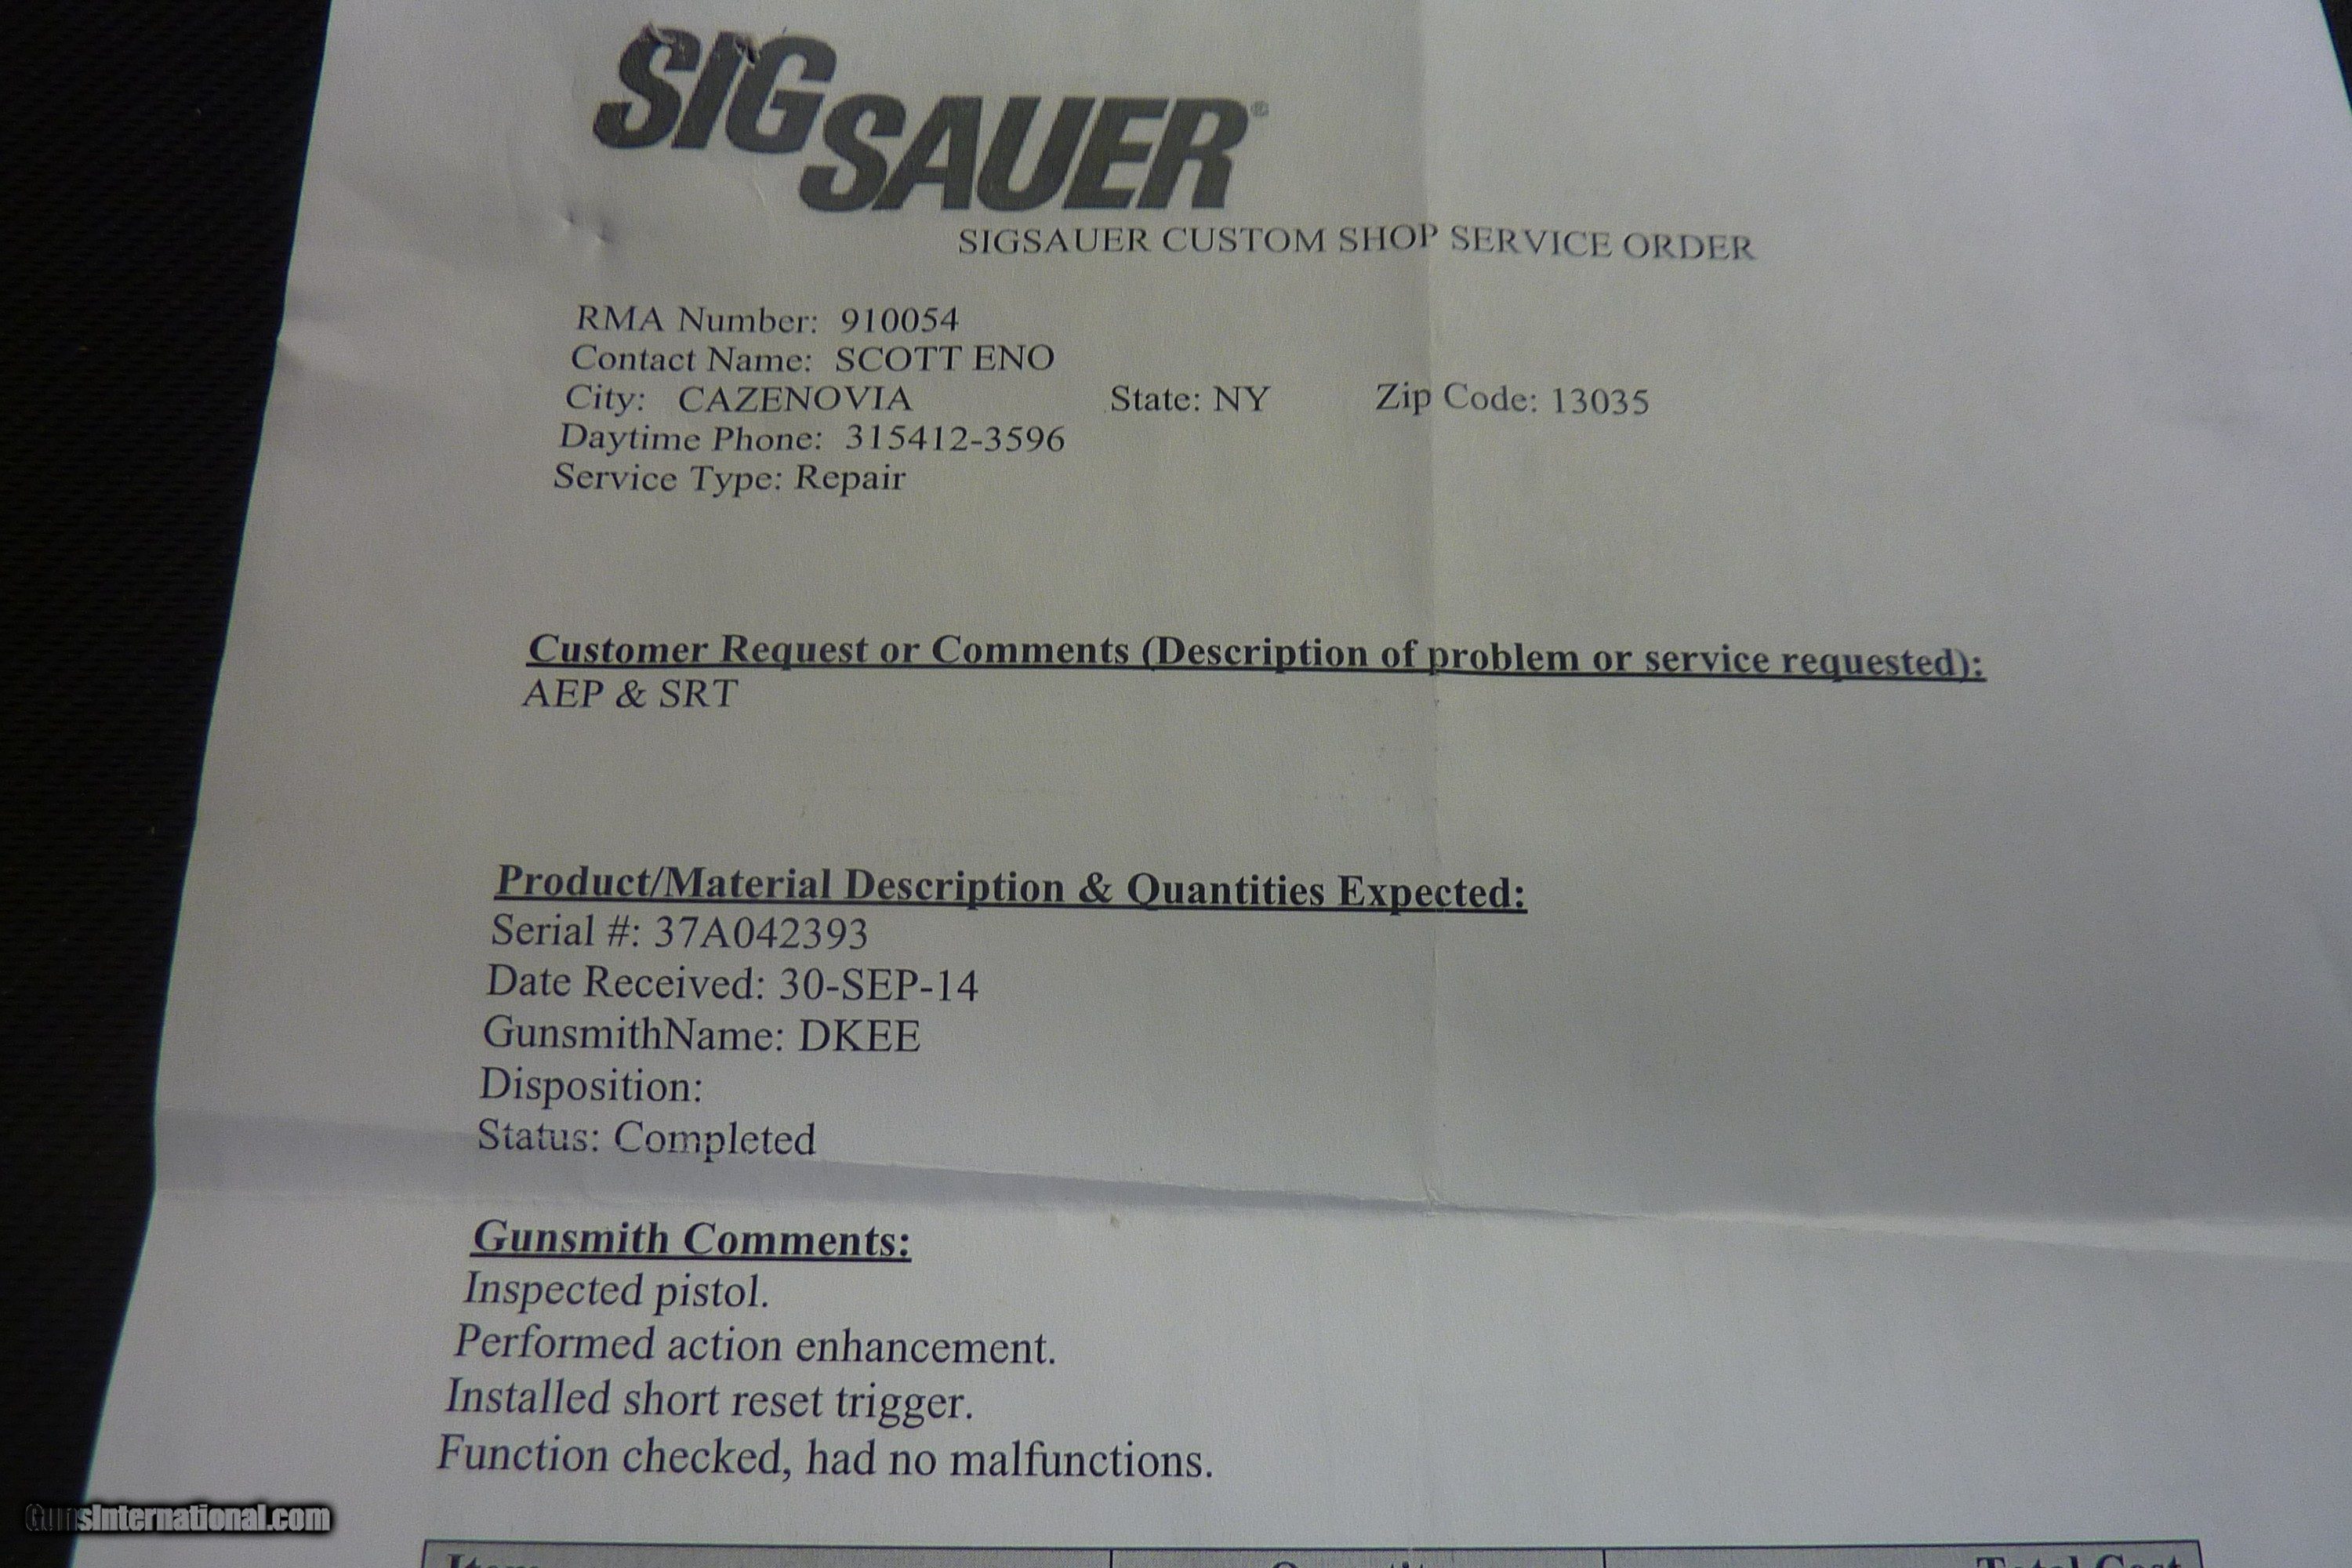 SIG SAUER®
SIGSAUER CUSTOM SHOP SERVICE ORDER
RMA Number: 910054
Contact Name: SCOTT ENO
City: CAZENOVIA State: NY Zip Code: 13035
Daytime Phone: 315412-3596
Service Type: Repair
Customer Request or Comments (Description of problem or service requested):
AEP & SRT
Product/Material Description & Quantities Expected:
Serial #: 37A042393
Date Received: 30-SEP-14
GunsmithName: DKEE
Disposition:
Status: Completed
Gunsmith Comments:
Inspected pistol.
Performed action enhancement.
Installed short reset trigger.
Function checked, had no malfunctions.
GunsInternational.com
Total Cost